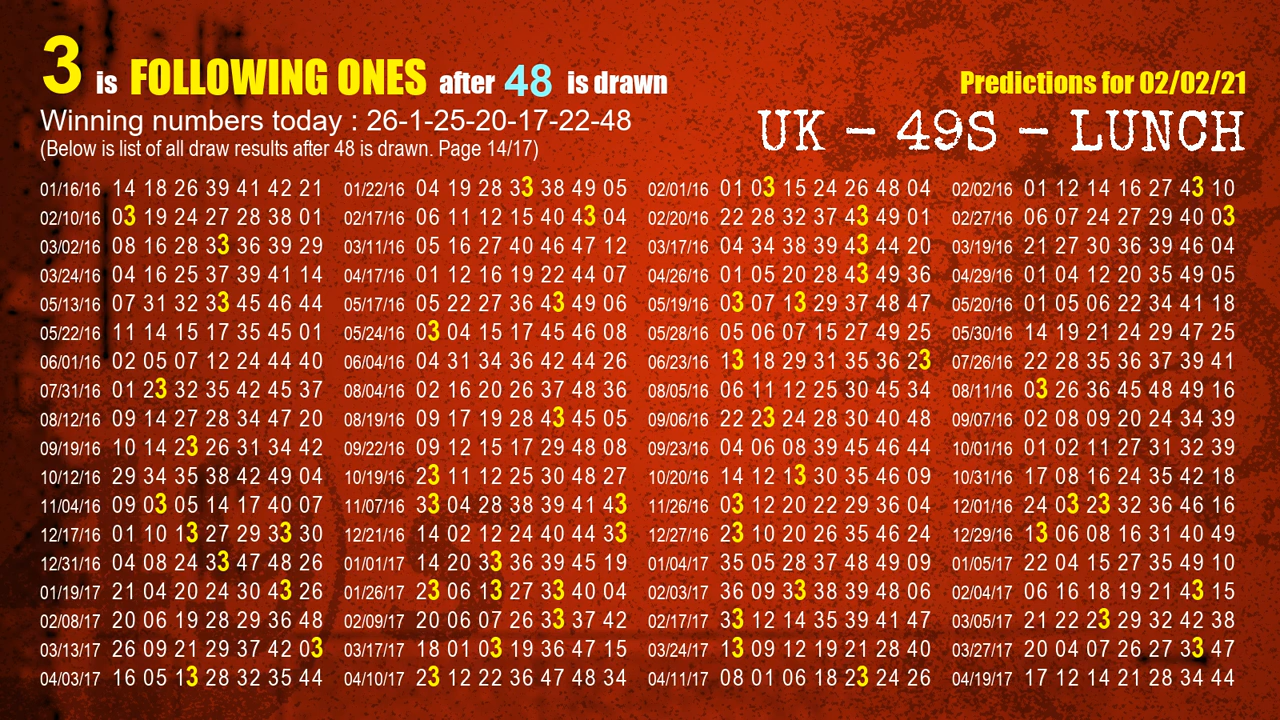 3 is FOLLOWING ONES after 48 is drawn
Predictions for 02/02/21
Winning numbers today : 26-1-25-20-17-22-48
UK - 49S - LUNCH
(Below is list of all draw results after 48 is drawn. Page 14/17)
01/16/16 14 18 26 39 41 42 21 01/22/16 04 19 28 33 38 49 05 02/01/16 01 03 15 24 26 48 04 02/02/16 01 12 14 16 27 43 10
02/10/16 03 19 24 27 28 38 01 02/17/16 06 11 12 15 40 43 04 02/20/16 22 28 32 37 43 49 01 02/27/16 06 07 24 27 29 40 03
03/02/16 08 16 28 33 36 39 29 03/11/16 05 16 27 40 46 47 12 03/17/16 04 34 38 39 43 44 20 03/19/16 21 27 30 36 39 46 04
03/24/16 04 16 25 37 39 41 14 04/17/16 01 12 16 19 22 44 07 04/26/16 01 05 20 28 43 49 36 04/29/16 01 04 12 20 35 49 05
05/13/16 07 31 32 33 45 46 44 05/17/16 05 22 27 36 43 49 06 05/19/16 03 07 13 29 37 48 47 05/20/16 01 05 06 22 34 41 18
05/22/16 11 14 15 17 35 45 01 05/24/16 03 04 15 17 45 46 08 05/28/16 05 06 07 15 27 49 25 05/30/16 14 19 21 24 29 47 25
06/01/16 02 05 07 12 24 44 40 06/04/16 04 31 34 36 42 44 26 06/23/16 13 18 29 31 35 36 23 07/26/16 22 28 35 36 37 39 41
07/31/16 01 23 32 35 42 45 37 08/04/16 02 16 20 26 37 48 36 08/05/16 06 11 12 25 30 45 34 08/11/16 03 26 36 45 48 49 16
08/12/16 09 14 27 28 34 47 20 08/19/16 09 17 19 28 43 45 05 09/06/16 22 23 24 28 30 40 48 09/07/16 02 08 09 20 24 34 39
09/19/16 10 14 23 26 31 34 42 09/22/16 09 12 15 17 29 48 08 09/23/16 04 06 08 39 45 46 44 10/01/16 01 02 11 27 31 32 39
10/12/16 29 34 35 38 42 49 04 10/19/16 23 11 12 25 30 48 27 10/20/16 14 12 13 30 35 46 09 10/31/16 17 08 16 24 35 42 18
11/04/16 09 03 05 14 17 40 07 11/07/16 33 04 28 38 39 41 43 11/26/16 03 12 20 22 29 36 04 12/01/16 24 03 23 32 36 46 16
12/17/16 01 10 13 27 29 33 30 12/21/16 14 02 12 24 40 44 33 12/27/16 23 10 20 26 35 46 24 12/29/16 13 06 08 16 31 40 49
12/31/16 04 08 24 33 47 48 26 01/01/17 14 20 33 36 39 45 19 01/04/17 35 05 28 37 48 49 09 01/05/17 22 04 15 27 35 49 10
01/19/17 21 04 20 24 30 43 26 01/26/17 23 06 13 27 33 40 04 02/03/17 36 09 33 38 39 48 06 02/04/17 06 16 18 19 21 43 15
02/08/17 20 06 19 28 29 36 48 02/09/17 20 06 07 26 33 37 42 02/17/17 33 12 14 35 39 41 47 03/05/17 21 22 23 30 32 42 38
03/13/17 26 09 21 29 37 42 03 03/17/17 18 01 03 19 36 47 15 03/24/17 13 09 12 19 21 28 40 03/27/17 20 04 07 26 27 33 47
04/03/17 16 05 13 28 32 35 44 04/10/17 23 12 22 36 47 48 34 04/11/17 08 01 06 18 23 24 26 04/19/17 17 12 14 21 28 34 44